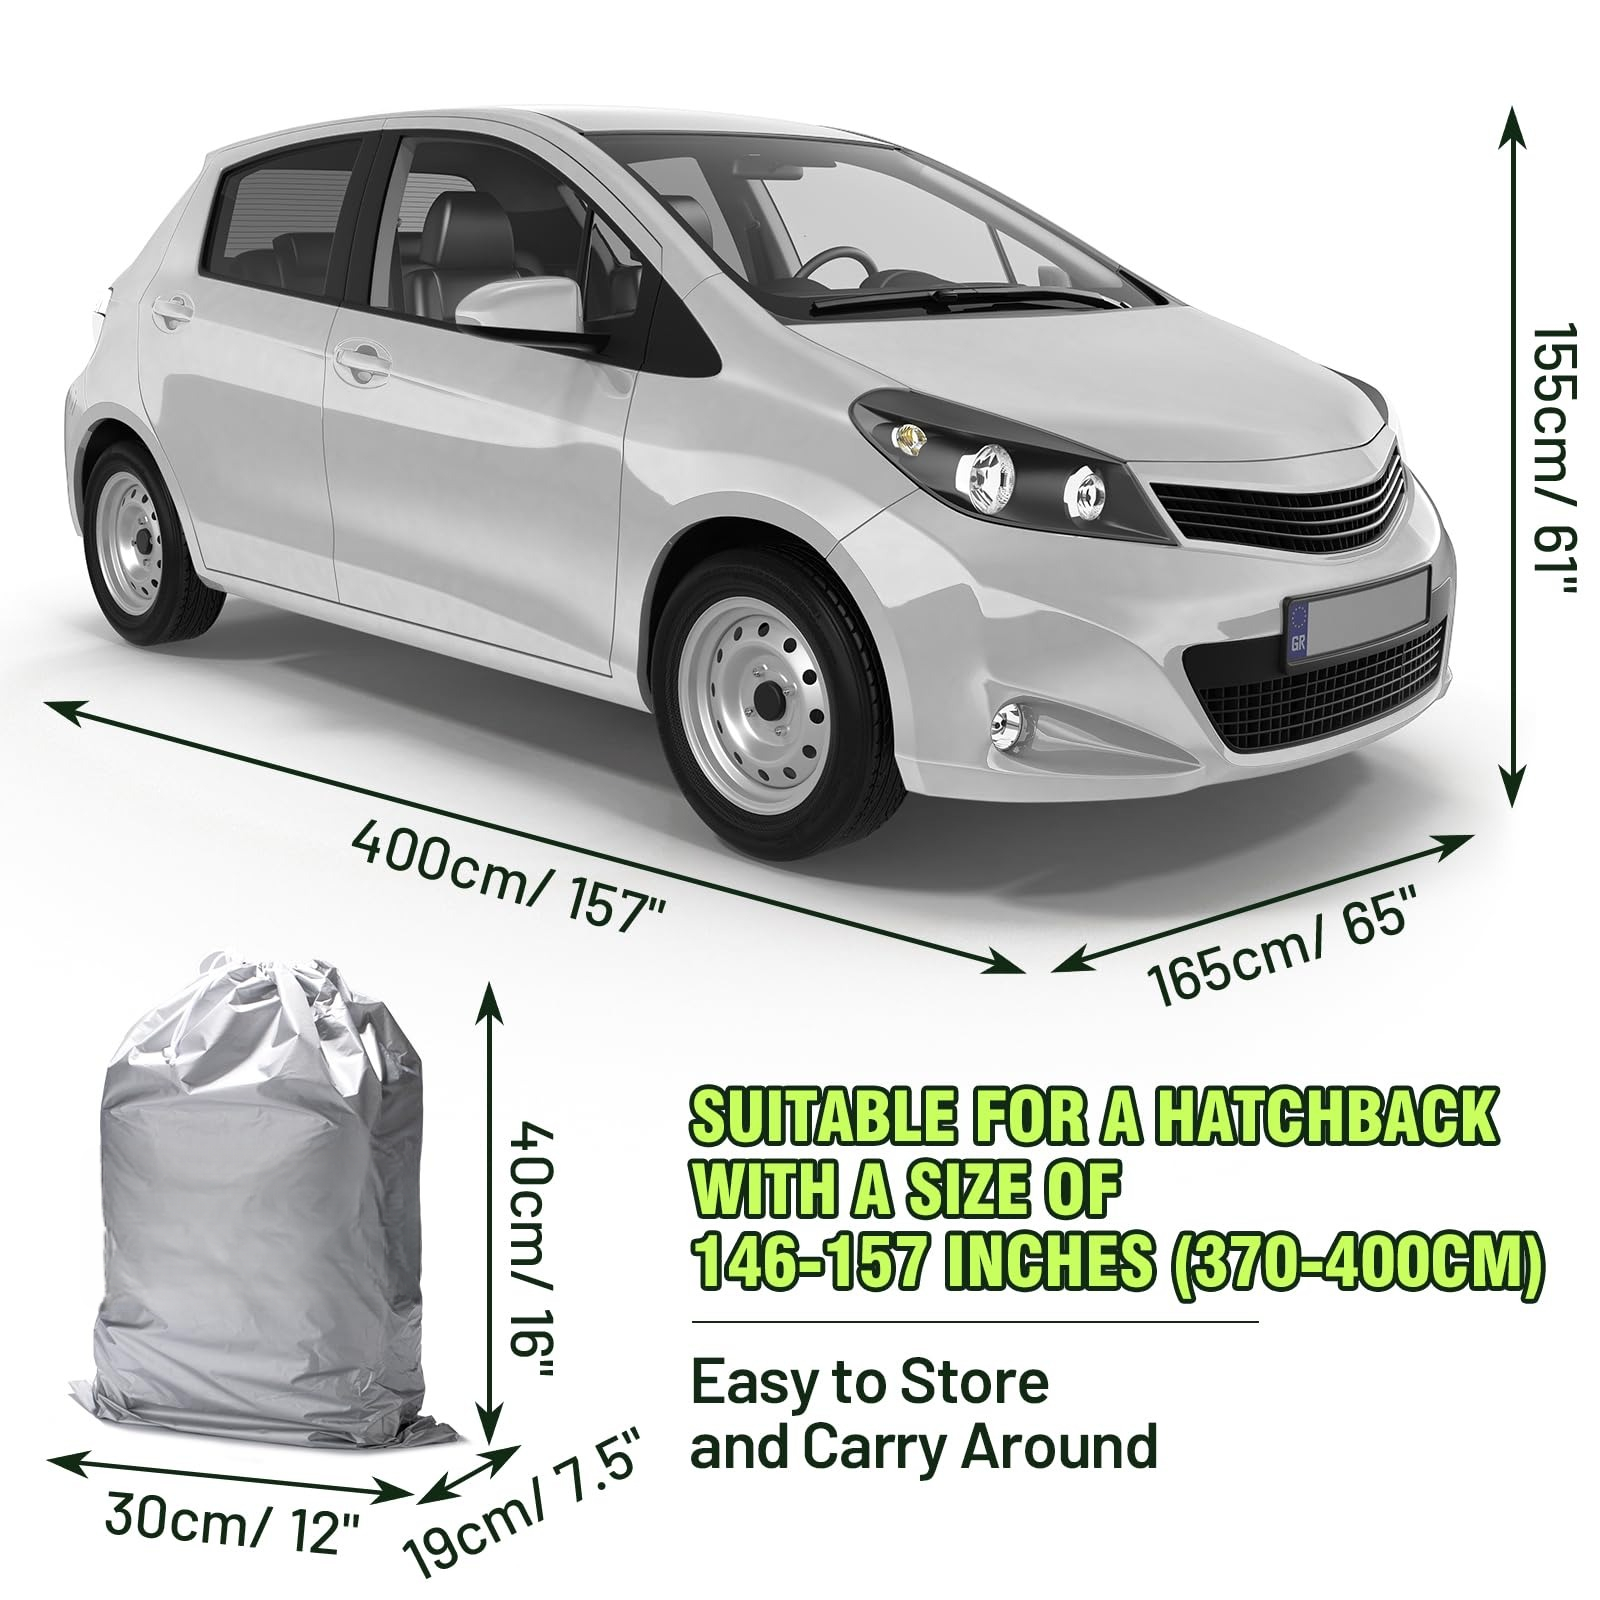 155cm/ 61"
GR
400cm/ 157"
165cm/ 65"
40cm/ 16"
30cm/ 12"
19cm/ 7.5"
SUITABLE FOR A HATCHBACK
WITH A SIZE OF
146-157 INCHES (370-400CM)
Easy to Store
and Carry Around